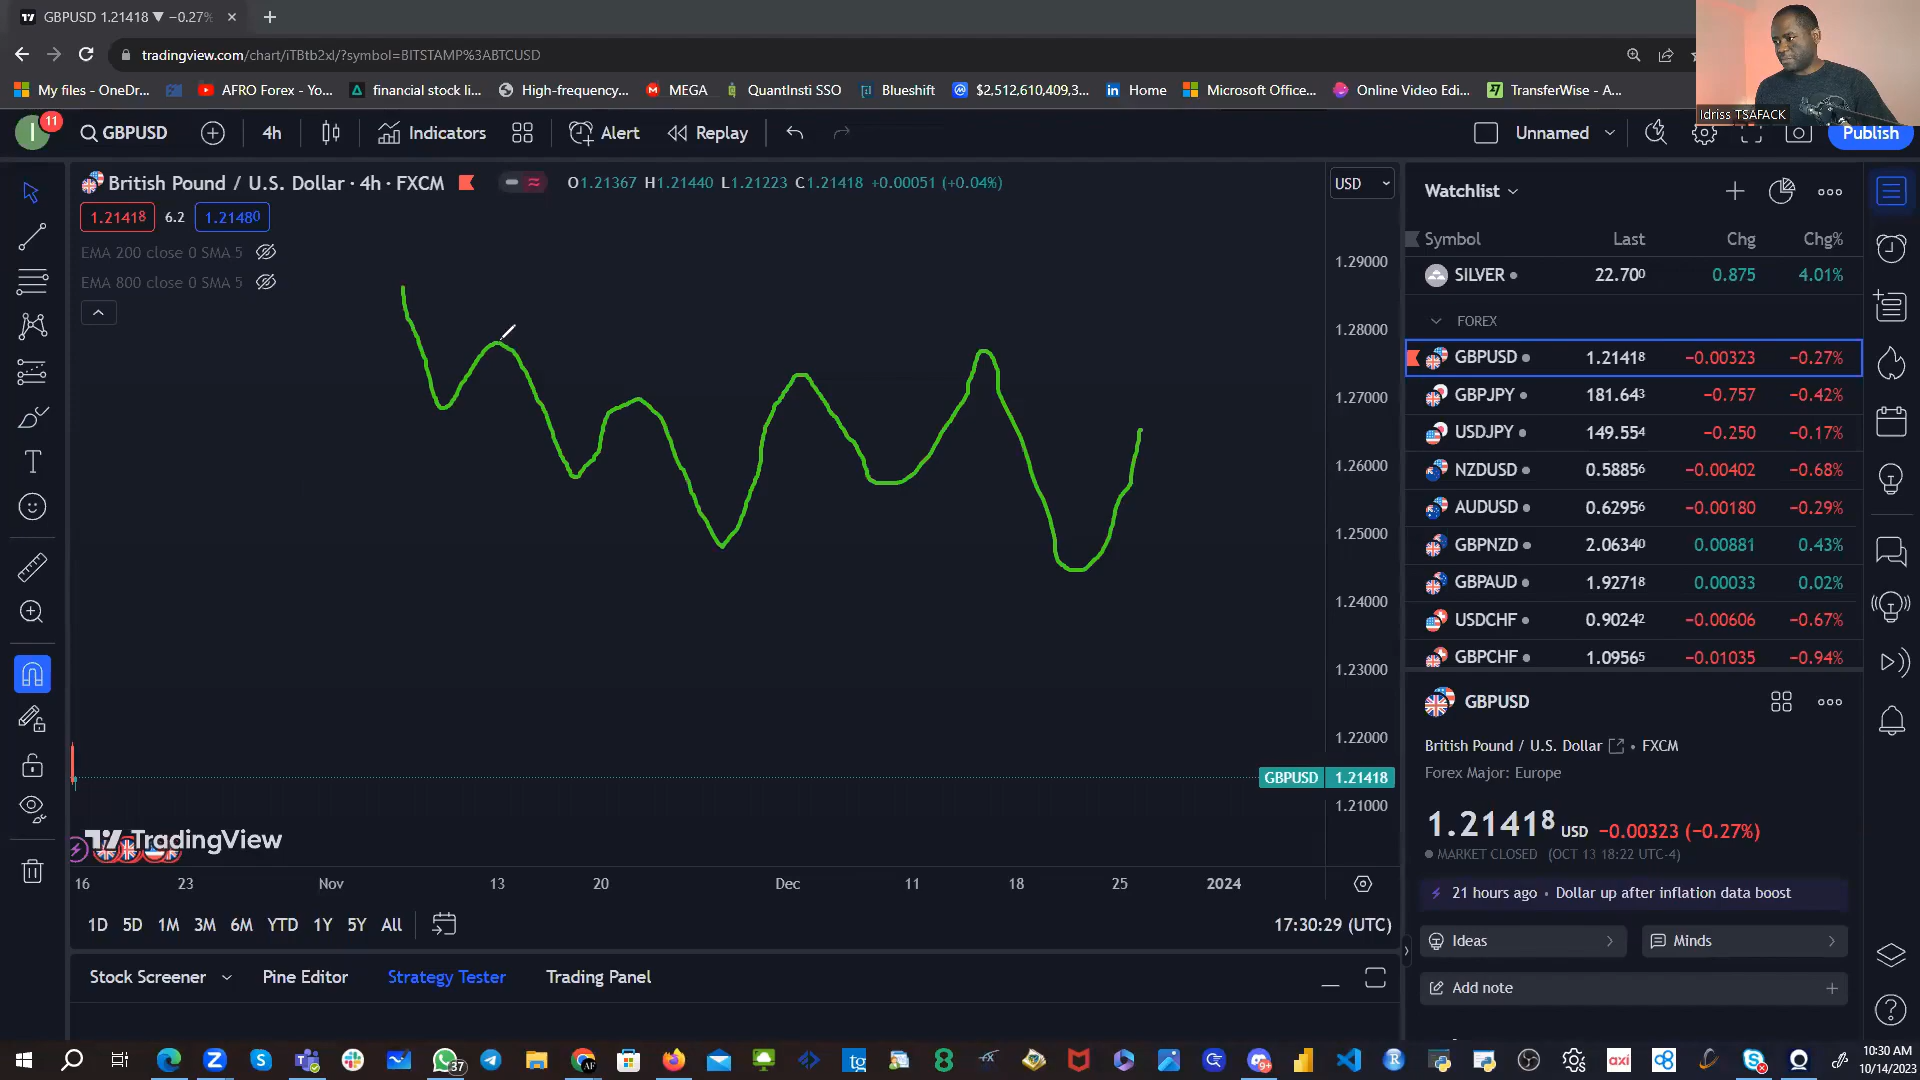 GBPUSD 1.21418 ▼ −0.27%
tradingview.com/chart/iTBtb2xl/?symbol=BITSTAMP%3ABTCUSD
My files - OneDr...
AFRO Forex - Yo...
financial stock li...
High-frequency...
MEGA
QuantInsti SSO
Blueshift
$2,512,610,409,3...
Home
Microsoft Office...
Online Video Edi...
TransferWise - A...
Idriss TSAFACK
I
11
GBPUSD
4h
Indicators
Alert
Replay
Unnamed
Publish
British Pound / U.S. Dollar · 4h · FXCM
O1.21367 H1.21440 L1.21223 C1.21418 +0.00051 (+0.04%)
USD
1.21418 6.2 1.21480
EMA 200 close 0 SMA 5
EMA 800 close 0 SMA 5
1.29000
1.28000
1.27000
1.26000
1.25000
1.24000
1.23000
1.22000
GBPUSD 1.21418
1.21000
TradingView
16 23 Nov 13 20 Dec 11 18 25 2024
1D 5D 1M 3M 6M YTD 1Y 5Y All
17:30:29 (UTC)
Stock Screener
Pine Editor
Strategy Tester
Trading Panel
Watchlist
Symbol Last Chg Chg%
SILVER 22.700 0.875 4.01%
FOREX
GBPUSD 1.21418 −0.00323 −0.27%
GBPJPY 181.643 −0.757 −0.42%
USDJPY 149.554 −0.250 −0.17%
NZDUSD 0.58856 −0.00402 −0.68%
AUDUSD 0.62956 −0.00180 −0.29%
GBPNZD 2.06340 0.00881 0.43%
GBPAUD 1.92718 0.00033 0.02%
USDCHF 0.90242 −0.00606 −0.67%
GBPCHF 1.09565 −0.01035 −0.94%
GBPUSD
British Pound / U.S. Dollar • FXCM
Forex Major: Europe
1.21418 USD −0.00323 (−0.27%)
MARKET CLOSED (OCT 13 18:22 UTC-4)
21 hours ago • Dollar up after inflation data boost
Ideas
Minds
Add note
37
tg
8
9+
axi
10:30 AM
10/14/2023